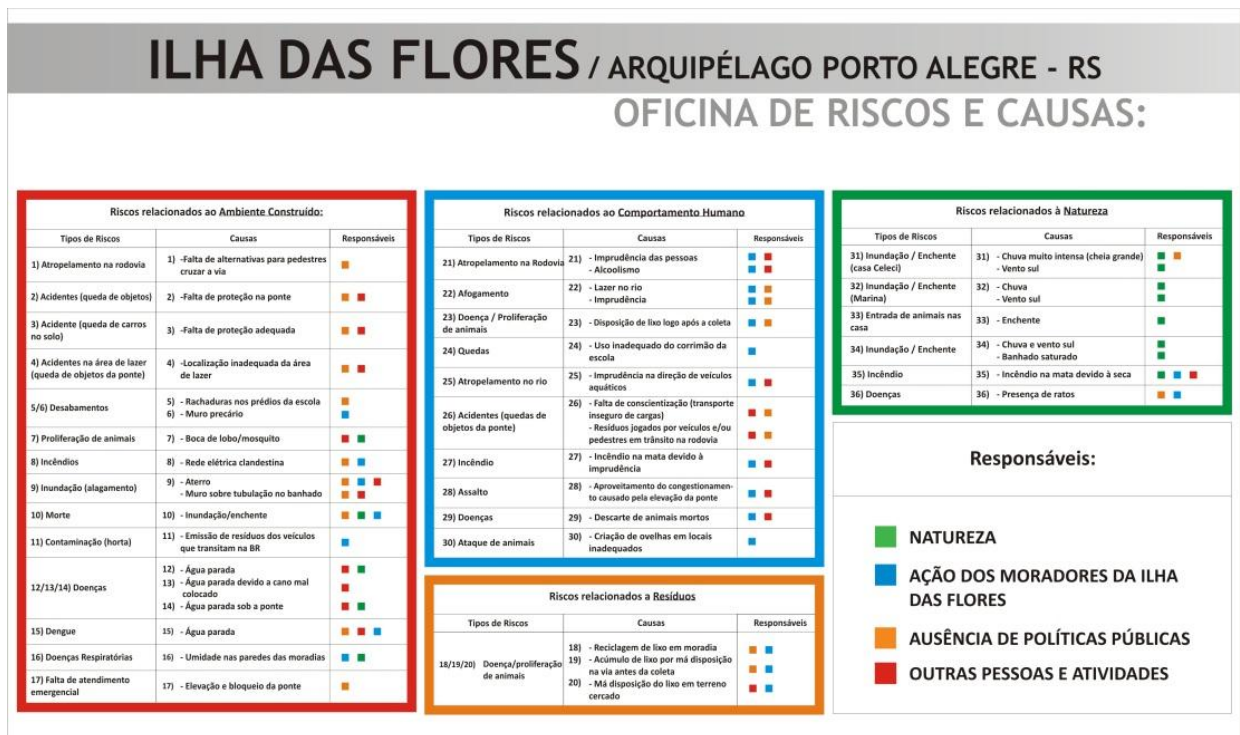 ILHA DAS FLORES / ARQUIPÉLAGO PORTO ALEGRE - RS
OFICINA DE RISCOS E CAUSAS:
Riscos relacionados ao Ambiente Construído:
Tipos de Riscos Causas Responsáveis
1) Atropelamento na rodovia
1) -Falta de alternativas para pedestres
cruzar a via
2) Acidentes (queda de objetos)
2) -Falta de proteção na ponte
3) Acidente (queda de carros
no solo)
3) -Falta de proteção adequada
4) Acidentes na área de lazer
(queda de objetos da ponte)
4) -Localização inadequada da área
de lazer
5/6) Desabamentos
5) - Rachaduras nos prédios da escola
6) - Muro precário
7) Proliferação de animais
7) - Boca de lobo/mosquito
8) Incêndios
8) - Rede elétrica clandestina
9) Inundação (alagamento)
9) - Aterro
- Muro sobre tubulação no banhado
10) Morte
10) - Inundação/enchente
11) Contaminação (horta)
11) - Emissão de resíduos dos veículos
que transitam na BR
12/13/14) Doenças
12) - Água parada
13) - Água parada devido a cano mal
colocado
14) - Água parada sob a ponte
15) Dengue
15) - Água parada
16) Doenças Respiratórias
16) - Umidade nas paredes das moradias
17) Falta de atendimento
emergencial
17) - Elevação e bloqueio da ponte
Riscos relacionados ao Comportamento Humano
Tipos de Riscos Causas Responsáveis
21) Atropelamento na Rodovia
21) - Imprudência das pessoas
- Alcoolismo
22) Afogamento
22) - Lazer no rio
- Imprudência
23) Doença / Proliferação
de animais
23) - Disposição de lixo logo após a coleta
24) Quedas
24) - Uso inadequado do corrimão da
escola
25) Atropelamento no rio
25) - Imprudência na direção de veículos
aquáticos
26) Acidentes (quedas de
objetos da ponte)
26) - Falta de conscientização (transporte
inseguro de cargas)
- Resíduos jogados por veículos e/ou
pedestres em trânsito na rodovia
27) Incêndio
27) - Incêndio na mata devido à
imprudência
28) Assalto
28) - Aproveitamento do congestionamen-
to causado pela elevação da ponte
29) Doenças
29) - Descarte de animais mortos
30) Ataque de animais
30) - Criação de ovelhas em locais
inadequados
Riscos relacionados a Resíduos
Tipos de Riscos Causas Responsáveis
18/19/20) Doença/proliferação
de animais
18) - Reciclagem de lixo em moradia
19) - Acúmulo de lixo por má disposição
na via antes da coleta
20) - Má disposição do lixo em terreno
cercado
Riscos relacionados à Natureza
Tipos de Riscos Causas Responsáveis
31) Inundação / Enchente
(casa Celeci)
31) - Chuva muito intensa (cheia grande)
- Vento sul
32) Inundação / Enchente
(Marina)
32) - Chuva
- Vento sul
33) Entrada de animais nas
casa
33) - Enchente
34) Inundação / Enchente
34) - Chuva e vento sul
- Banhado saturado
35) Incêndio
35) - Incêndio na mata devido à seca
36) Doenças
36) - Presença de ratos
Responsáveis:
NATUREZA
AÇÃO DOS MORADORES DA ILHA
DAS FLORES
AUSÊNCIA DE POLÍTICAS PÚBLICAS
OUTRAS PESSOAS E ATIVIDADES